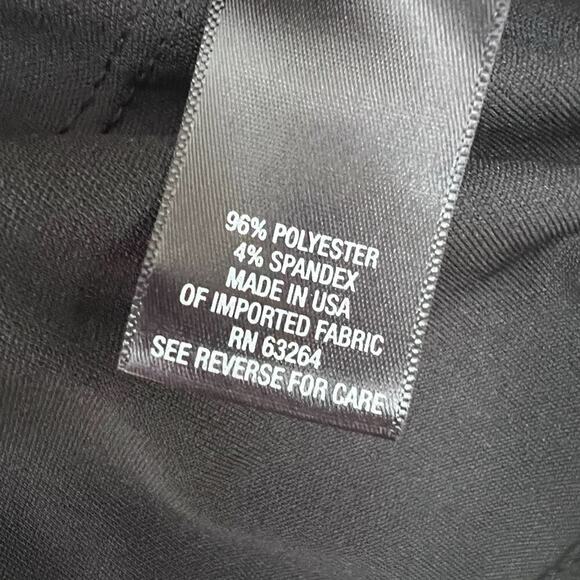 96% POLYESTER
4% SPANDEX
MADE IN USA
OF IMPORTED FABRIC
RN 63264
SEE REVERSE FOR CARE